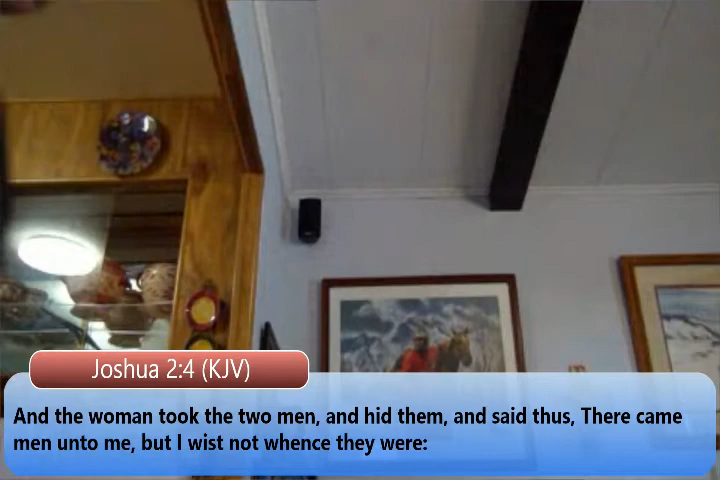 Joshua 2:4 (KJV)
And the woman took the two men, and hid them, and said thus, There came
men unto me, but I wist not whence they were: